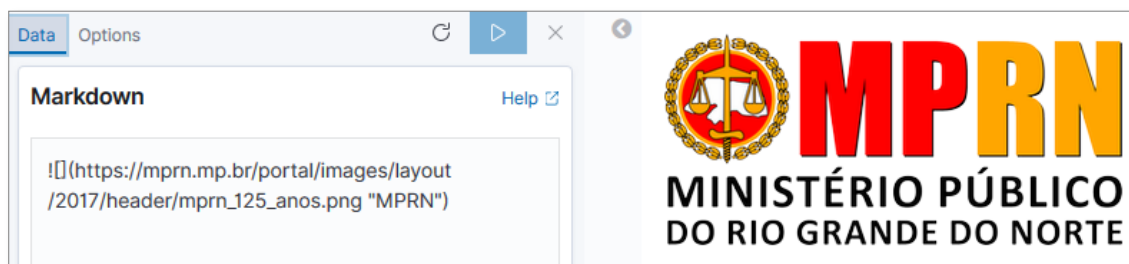 Data Options
Markdown Help
![](https://mprn.mp.br/portal/images/layout
/2017/header/mprn_125_anos.png "MPRN")
MPRN
MINISTÉRIO PÚBLICO
DO RIO GRANDE DO NORTE